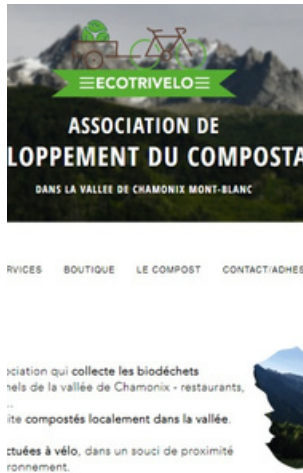 ECOTRIVELO
ASSOCIATION DE
LOPPEMENT DU COMPOSTA
DANS LA VALLEE DE CHAMONIX MONT-BLANC
RVICES BOUTIQUE LE COMPOST CONTACT/ADHES
ociation qui collecte les biodéchets
nels de la vallée de Chamonix - restaurants,
..
ite compostés localement dans la vallée.
ctuées à vélo, dans un souci de proximité
ronnement.